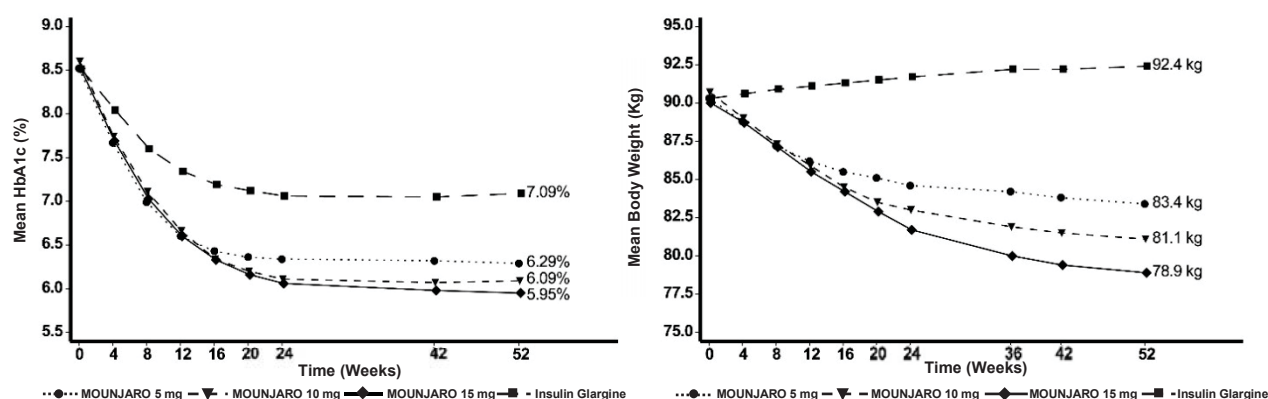 Mean HbA1c (%)
9.0
8.5
8.0
7.5
7.0
6.5
6.0
5.5
7.09%
6.29%
6.09%
5.95%
0 4 8 12 16 20 24 42 52
Time (Weeks)
MOUNJARO 5 mg MOUNJARO 10 mg MOUNJARO 15 mg Insulin Glargine
Mean Body Weight (Kg)
95.0
92.5
90.0
87.5
85.0
82.5
80.0
77.5
75.0
92.4 kg
83.4 kg
81.1 kg
78.9 kg
0 4 8 12 16 20 24 36 42 52
Time (Weeks)
MOUNJARO 5 mg MOUNJARO 10 mg MOUNJARO 15 mg Insulin Glargine